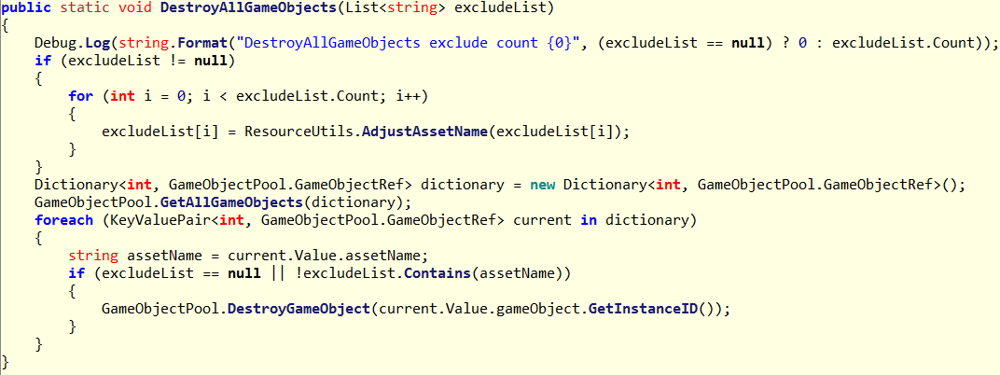 public static void DestroyAllGameObjects(List<string> excludeList)
{
    Debug.Log(string.Format("DestroyAllGameObjects exclude count {0}", (excludeList == null) ? 0 : excludeList.Count));
    if (excludeList != null)
    {
        for (int i = 0; i < excludeList.Count; i++)
        {
            excludeList[i] = ResourceUtils.AdjustAssetName(excludeList[i]);
        }
    }
    Dictionary<int, GameObjectPool.GameObjectRef> dictionary = new Dictionary<int, GameObjectPool.GameObjectRef>();
    GameObjectPool.GetAllGameObjects(dictionary);
    foreach (KeyValuePair<int, GameObjectPool.GameObjectRef> current in dictionary)
    {
        string assetName = current.Value.assetName;
        if (excludeList == null || !excludeList.Contains(assetName))
        {
            GameObjectPool.DestroyGameObject(current.Value.gameObject.GetInstanceID());
        }
    }
}